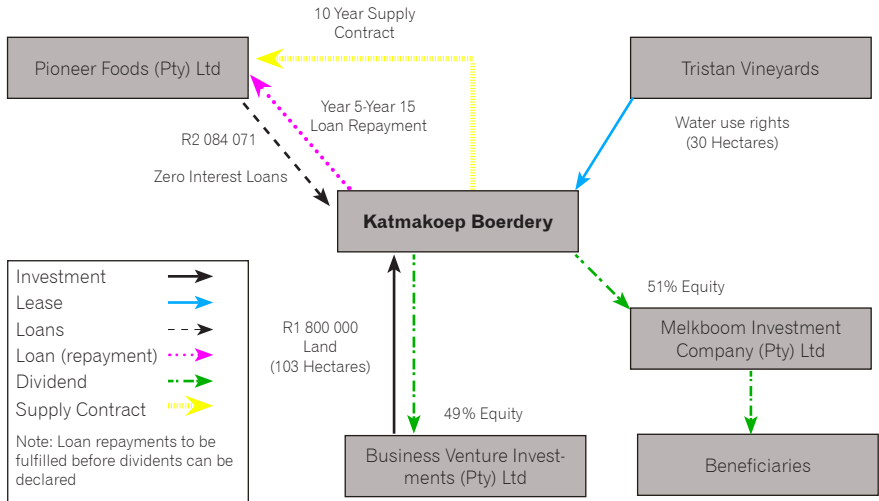 10 Year Supply
Contract
Pioneer Foods (Pty) Ltd
Tristan Vineyards
Year 5-Year 15
Loan Repayment
R2 084 071
Zero Interest Loans
Water use rights
(30 Hectares)
Katmakoep Boerdery
Investment
Lease
Loans
Loan (repayment)
Dividend
Supply Contract
Note: Loan repayments to be
fulfilled before dividents can be
declared
R1 800 000
Land
(103 Hectares)
51% Equity
Melkboom Investment
Company (Pty) Ltd
49% Equity
Business Venture Invest-
ments (Pty) Ltd
Beneficiaries